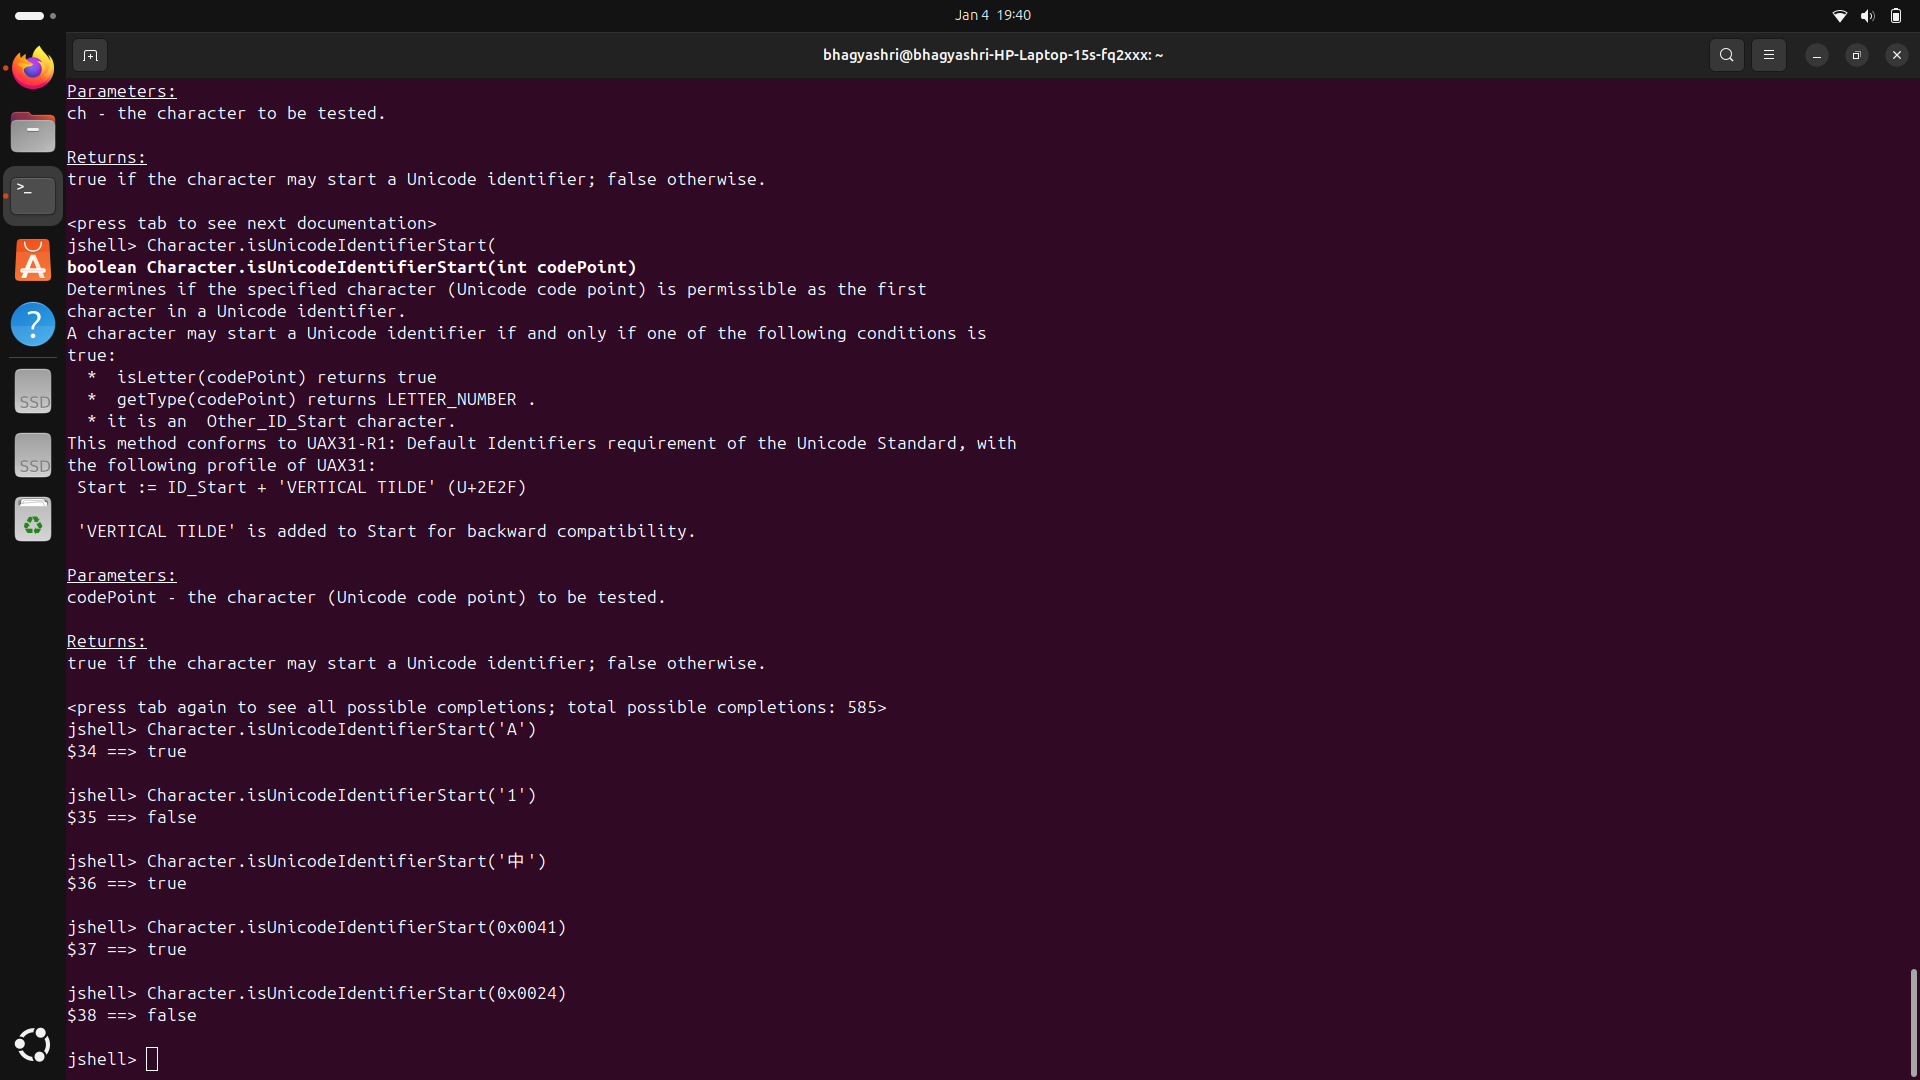 Jan 4 19:40
bhagyashri@bhagyashri-HP-Laptop-15s-fq2xxx: ~
Parameters:
ch - the character to be tested.
Returns:
true if the character may start a Unicode identifier; false otherwise.
<press tab to see next documentation>
jshell> Character.isUnicodeIdentifierStart(
boolean Character.isUnicodeIdentifierStart(int codePoint)
Determines if the specified character (Unicode code point) is permissible as the first
character in a Unicode identifier.
A character may start a Unicode identifier if and only if one of the following conditions is
true:
  *  isLetter(codePoint) returns true
  *  getType(codePoint) returns LETTER_NUMBER .
  * it is an  Other_ID_Start character.
This method conforms to UAX31-R1: Default Identifiers requirement of the Unicode Standard, with
the following profile of UAX31:
 Start := ID_Start + 'VERTICAL TILDE' (U+2E2F)
 'VERTICAL TILDE' is added to Start for backward compatibility.
Parameters:
codePoint - the character (Unicode code point) to be tested.
Returns:
true if the character may start a Unicode identifier; false otherwise.
<press tab again to see all possible completions; total possible completions: 585>
jshell> Character.isUnicodeIdentifierStart('A')
$34 ==> true
jshell> Character.isUnicodeIdentifierStart('1')
$35 ==> false
jshell> Character.isUnicodeIdentifierStart('中')
$36 ==> true
jshell> Character.isUnicodeIdentifierStart(0x0041)
$37 ==> true
jshell> Character.isUnicodeIdentifierStart(0x0024)
$38 ==> false
jshell>
>_
A
?
SSD
SSD